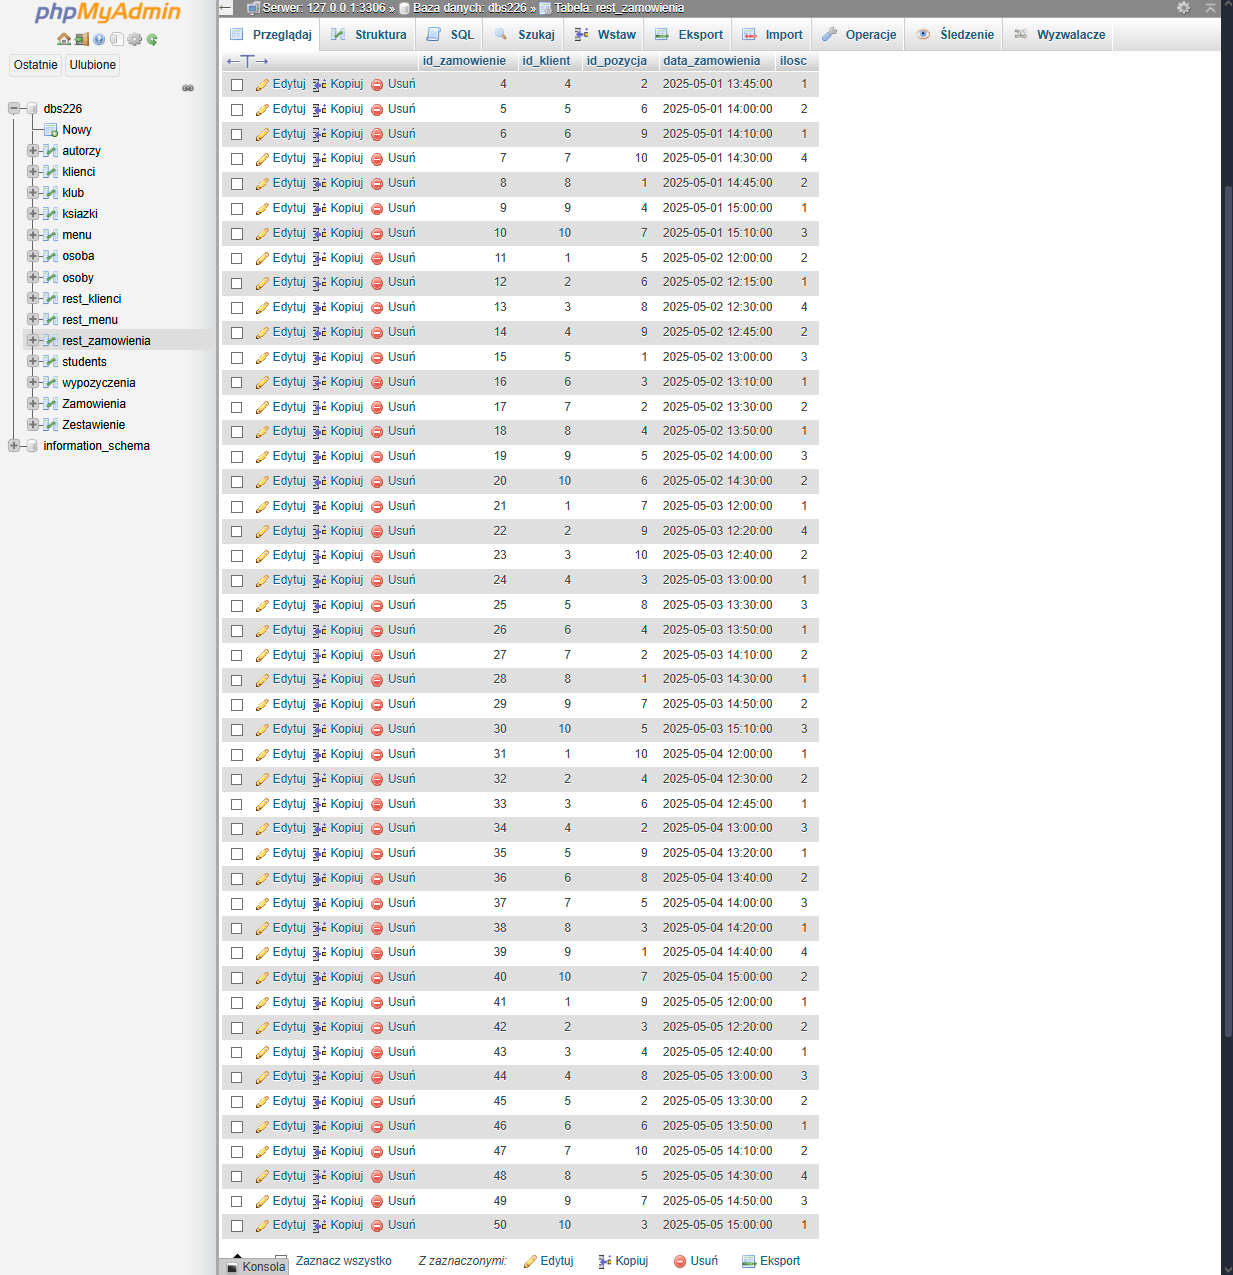 phpMyAdmin
Ostatnie Ulubione
dbs226
Nowy
autorzy
klienci
klub
ksiazki
menu
osoba
osoby
rest_klienci
rest_menu
rest_zamowienia
students
wypozyczenia
Zamowienia
Zestawienie
information_schema
Serwer: 127.0.0.1:3306 » Baza danych: dbs226 » Tabela: rest_zamowienia
Przeglądaj Struktura SQL Szukaj Wstaw Eksport Import Operacje Śledzenie Wyzwalacze
←T→ id_zamowienie id_klient id_pozycja data_zamowienia ilosc
Edytuj Kopiuj Usuń 4 4 2 2025-05-01 13:45:00 1
Edytuj Kopiuj Usuń 5 5 6 2025-05-01 14:00:00 2
Edytuj Kopiuj Usuń 6 6 9 2025-05-01 14:10:00 1
Edytuj Kopiuj Usuń 7 7 10 2025-05-01 14:30:00 4
Edytuj Kopiuj Usuń 8 8 1 2025-05-01 14:45:00 2
Edytuj Kopiuj Usuń 9 9 4 2025-05-01 15:00:00 1
Edytuj Kopiuj Usuń 10 10 7 2025-05-01 15:10:00 3
Edytuj Kopiuj Usuń 11 1 5 2025-05-02 12:00:00 2
Edytuj Kopiuj Usuń 12 2 6 2025-05-02 12:15:00 1
Edytuj Kopiuj Usuń 13 3 8 2025-05-02 12:30:00 4
Edytuj Kopiuj Usuń 14 4 9 2025-05-02 12:45:00 2
Edytuj Kopiuj Usuń 15 5 1 2025-05-02 13:00:00 3
Edytuj Kopiuj Usuń 16 6 3 2025-05-02 13:10:00 1
Edytuj Kopiuj Usuń 17 7 2 2025-05-02 13:30:00 2
Edytuj Kopiuj Usuń 18 8 4 2025-05-02 13:50:00 1
Edytuj Kopiuj Usuń 19 9 5 2025-05-02 14:00:00 3
Edytuj Kopiuj Usuń 20 10 6 2025-05-02 14:30:00 2
Edytuj Kopiuj Usuń 21 1 7 2025-05-03 12:00:00 1
Edytuj Kopiuj Usuń 22 2 9 2025-05-03 12:20:00 4
Edytuj Kopiuj Usuń 23 3 10 2025-05-03 12:40:00 2
Edytuj Kopiuj Usuń 24 4 3 2025-05-03 13:00:00 1
Edytuj Kopiuj Usuń 25 5 8 2025-05-03 13:30:00 3
Edytuj Kopiuj Usuń 26 6 4 2025-05-03 13:50:00 1
Edytuj Kopiuj Usuń 27 7 2 2025-05-03 14:10:00 2
Edytuj Kopiuj Usuń 28 8 1 2025-05-03 14:30:00 1
Edytuj Kopiuj Usuń 29 9 7 2025-05-03 14:50:00 2
Edytuj Kopiuj Usuń 30 10 5 2025-05-03 15:10:00 3
Edytuj Kopiuj Usuń 31 1 10 2025-05-04 12:00:00 1
Edytuj Kopiuj Usuń 32 2 4 2025-05-04 12:30:00 2
Edytuj Kopiuj Usuń 33 3 6 2025-05-04 12:45:00 1
Edytuj Kopiuj Usuń 34 4 2 2025-05-04 13:00:00 3
Edytuj Kopiuj Usuń 35 5 9 2025-05-04 13:20:00 1
Edytuj Kopiuj Usuń 36 6 8 2025-05-04 13:40:00 2
Edytuj Kopiuj Usuń 37 7 5 2025-05-04 14:00:00 3
Edytuj Kopiuj Usuń 38 8 3 2025-05-04 14:20:00 1
Edytuj Kopiuj Usuń 39 9 1 2025-05-04 14:40:00 4
Edytuj Kopiuj Usuń 40 10 7 2025-05-04 15:00:00 2
Edytuj Kopiuj Usuń 41 1 9 2025-05-05 12:00:00 1
Edytuj Kopiuj Usuń 42 2 3 2025-05-05 12:20:00 2
Edytuj Kopiuj Usuń 43 3 4 2025-05-05 12:40:00 1
Edytuj Kopiuj Usuń 44 4 8 2025-05-05 13:00:00 3
Edytuj Kopiuj Usuń 45 5 2 2025-05-05 13:30:00 2
Edytuj Kopiuj Usuń 46 6 6 2025-05-05 13:50:00 1
Edytuj Kopiuj Usuń 47 7 10 2025-05-05 14:10:00 2
Edytuj Kopiuj Usuń 48 8 5 2025-05-05 14:30:00 4
Edytuj Kopiuj Usuń 49 9 7 2025-05-05 14:50:00 3
Edytuj Kopiuj Usuń 50 10 3 2025-05-05 15:00:00 1
Zaznacz wszystko Z zaznaczonymi: Edytuj Kopiuj Usuń Eksport
Konsola